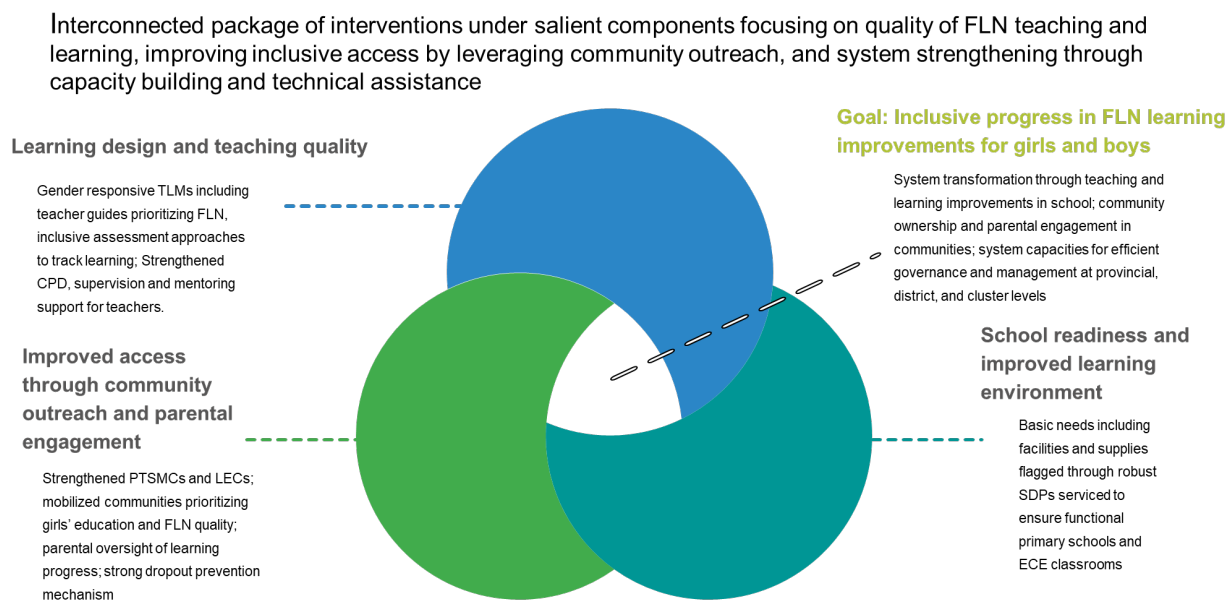 Interconnected package of interventions under salient components focusing on quality of FLN teaching and
learning, improving inclusive access by leveraging community outreach, and system strengthening through
capacity building and technical assistance
Learning design and teaching quality
Gender responsive TLMs including
teacher guides prioritizing FLN,
inclusive assessment approaches
to track learning; Strengthened
CPD, supervision and mentoring
support for teachers.
Goal: Inclusive progress in FLN learning
improvements for girls and boys
System transformation through teaching and
learning improvements in school; community
ownership and parental engagement in
communities; system capacities for efficient
governance and management at provincial,
district, and cluster levels
Improved access
through community
outreach and parental
engagement
Strengthened PTSMCs and LECs;
mobilized communities prioritizing
girls’ education and FLN quality;
parental oversight of learning
progress; strong dropout prevention
mechanism
School readiness and
improved learning
environment
Basic needs including
facilities and supplies
flagged through robust
SDPs serviced to
ensure functional
primary schools and
ECE classrooms